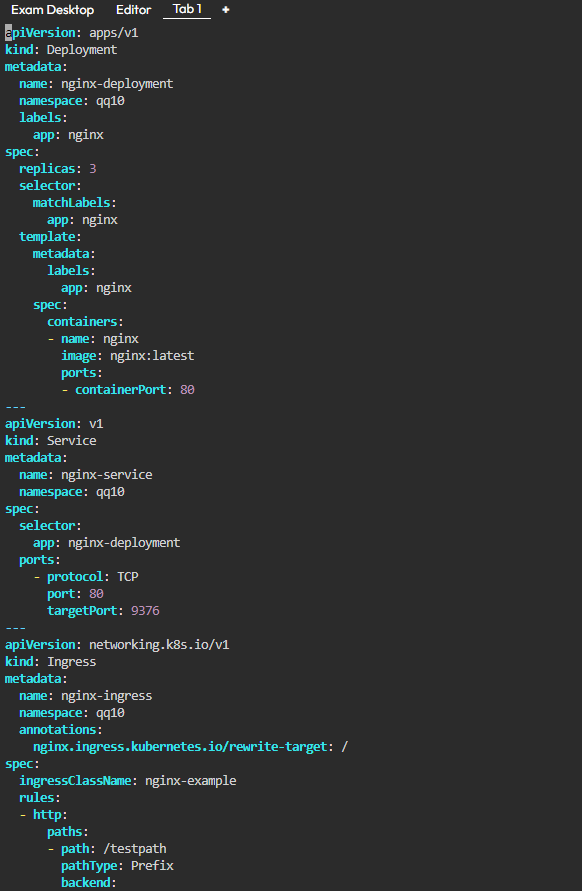 Exam Desktop Editor Tab 1 +
apiVersion: apps/v1
kind: Deployment
metadata:
  name: nginx-deployment
  namespace: qq10
  labels:
    app: nginx
spec:
  replicas: 3
  selector:
    matchLabels:
      app: nginx
  template:
    metadata:
      labels:
        app: nginx
    spec:
      containers:
      - name: nginx
        image: nginx:latest
        ports:
        - containerPort: 80
---
apiVersion: v1
kind: Service
metadata:
  name: nginx-service
  namespace: qq10
spec:
  selector:
    app: nginx-deployment
  ports:
    - protocol: TCP
      port: 80
      targetPort: 9376
---
apiVersion: networking.k8s.io/v1
kind: Ingress
metadata:
  name: nginx-ingress
  namespace: qq10
  annotations:
    nginx.ingress.kubernetes.io/rewrite-target: /
spec:
  ingressClassName: nginx-example
  rules:
  - http:
      paths:
      - path: /testpath
        pathType: Prefix
        backend: